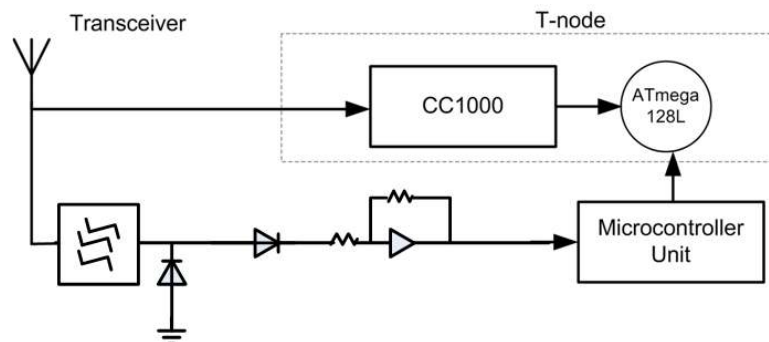 Transceiver
T-node
CC1000
ATmega
128L
Microcontroller
Unit